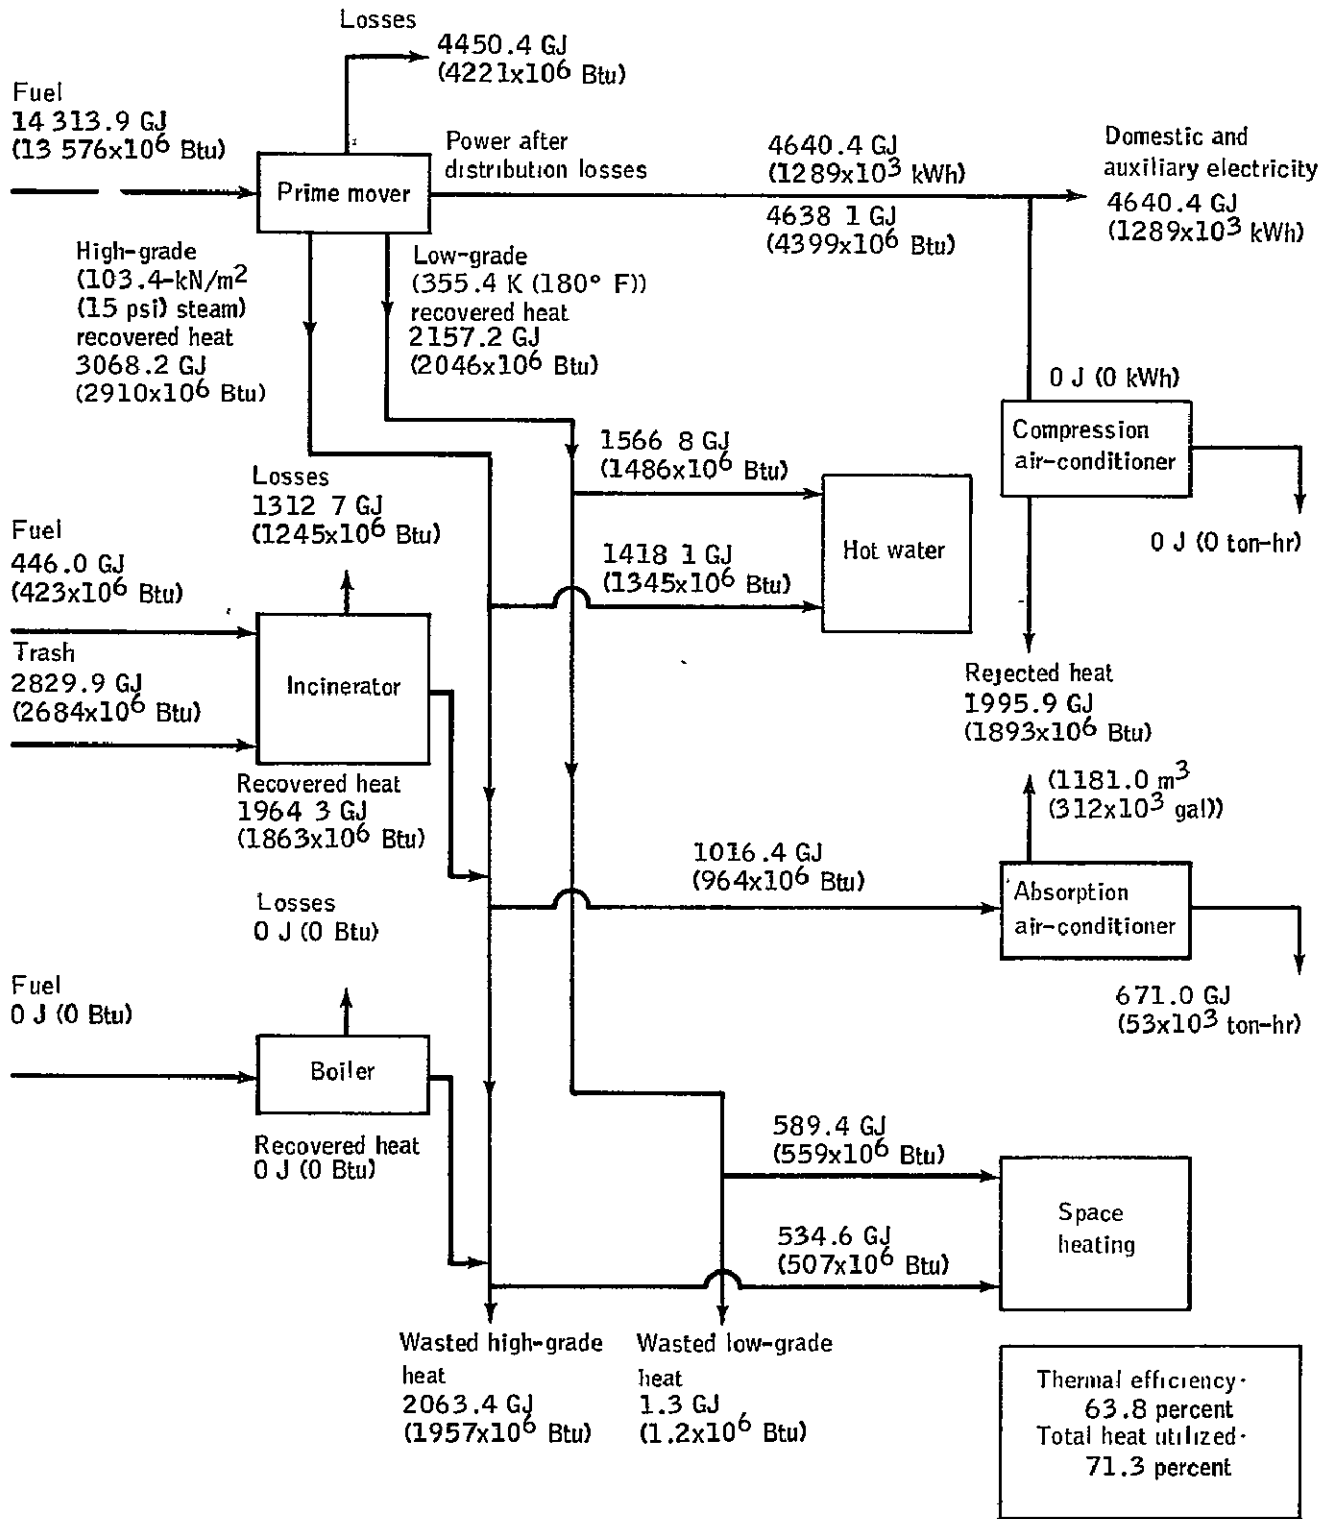 Losses
4450.4 GJ
(4221x10⁶ Btu)
Fuel
14 313.9 GJ
(13 576x10⁶ Btu)
Prime mover
Power after
distribution losses
4640.4 GJ
(1289x10³ kWh)
4638 1 GJ
(4399x10⁶ Btu)
Domestic and
auxiliary electricity
4640.4 GJ
(1289x10³ kWh)
High-grade
(103.4-kN/m²
(15 psi) steam)
recovered heat
3068.2 GJ
(2910x10⁶ Btu)
Low-grade
(355.4 K (180° F))
recovered heat
2157.2 GJ
(2046x10⁶ Btu)
0 J (0 kWh)
Compression
air-conditioner
0 J (0 ton-hr)
1566 8 GJ
(1486x10⁶ Btu)
1418 1 GJ
(1345x10⁶ Btu)
Hot water
Losses
1312 7 GJ
(1245x10⁶ Btu)
Fuel
446.0 GJ
(423x10⁶ Btu)
Trash
2829.9 GJ
(2684x10⁶ Btu)
Incinerator
Recovered heat
1964 3 GJ
(1863x10⁶ Btu)
Rejected heat
1995.9 GJ
(1893x10⁶ Btu)
(1181.0 m³
(312x10³ gal))
1016.4 GJ
(964x10⁶ Btu)
Absorption
air-conditioner
671.0 GJ
(53x10³ ton-hr)
Losses
0 J (0 Btu)
Fuel
0 J (0 Btu)
Boiler
Recovered heat
0 J (0 Btu)
589.4 GJ
(559x10⁶ Btu)
534.6 GJ
(507x10⁶ Btu)
Space
heating
Wasted high-grade
heat
2063.4 GJ
(1957x10⁶ Btu)
Wasted low-grade
heat
1.3 GJ
(1.2x10⁶ Btu)
Thermal efficiency·
63.8 percent
Total heat utilized·
71.3 percent